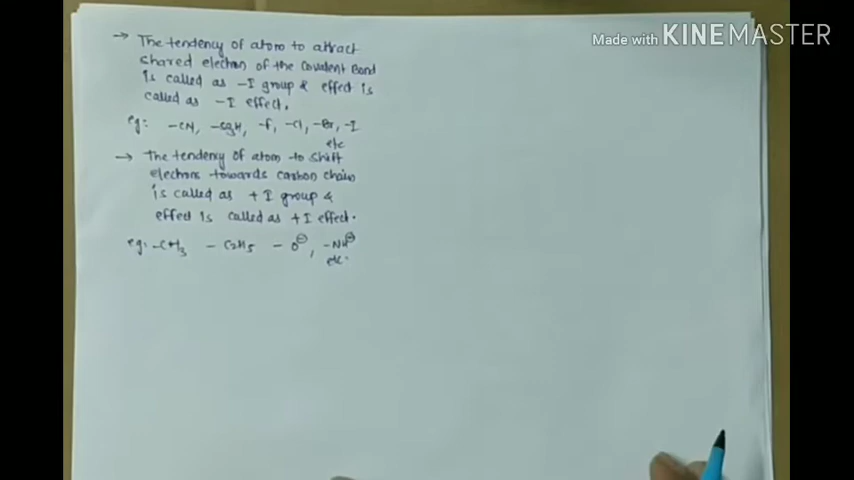 Made with KINEMASTER
→ The tendency of atom to attract
shared electron of the Covalent Bond
is called as -I group & effect is
called as -I effect.
eg: -CN, -COOH, -F, -Cl, -Br, -I
etc
→ The tendency of atom to shift
electrons towards carbon chain
is called as +I group &
effect is called as +I effect.
eg: -CH3 - C2H5 - O⊖, -NH⊖
etc.